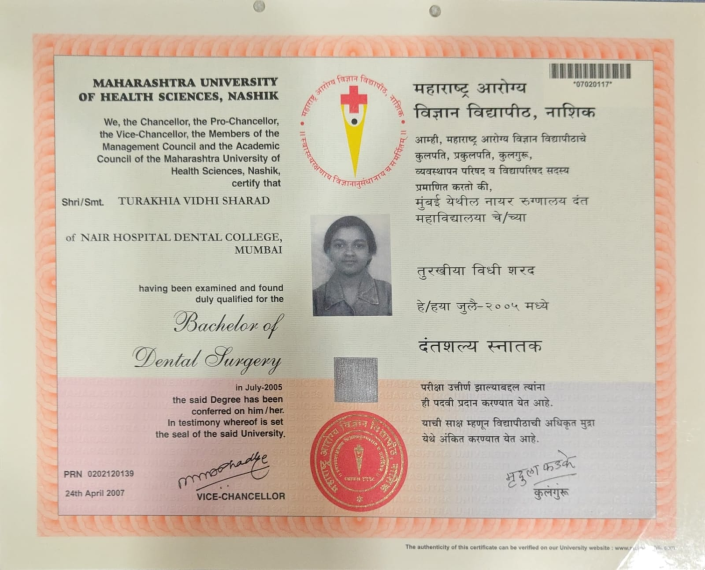 MAHARASHTRA UNIVERSITY
OF HEALTH SCIENCES, NASHIK
We, the Chancellor, the Pro-Chancellor,
the Vice-Chancellor, the Members of the
Management Council and the Academic
Council of the Maharashtra University of
Health Sciences, Nashik,
certify that
Shri/Smt. TURAKHIA VIDHI SHARAD
of NAIR HOSPITAL DENTAL COLLEGE,
MUMBAI
having been examined and found
duly qualified for the
Bachelor of
Dental Surgery
in July-2005
the said Degree has been
conferred on him/her.
In testimony whereof is set
the seal of the said University.
PRN 0202120139
24th April 2007
VICE-CHANCELLOR
महाराष्ट्र आरोग्य विज्ञान विद्यापीठ, नाशिक
*07020117*
महाराष्ट्र आरोग्य
विज्ञान विद्यापीठ, नाशिक
आम्ही, महाराष्ट्र आरोग्य विज्ञान विद्यापीठाचे
कुलपति, प्रकुलपति, कुलगुरू,
व्यवस्थापन परिषद व विद्यापरिषद सदस्य
प्रमाणित करतो की,
मुंबई येथील नायर रुग्णालय दंत
महाविद्यालया चे/च्या
तुरखीया विधी शरद
हे/हया जुलै-२००५ मध्ये
दंतशल्य स्नातक
परीक्षा उत्तीर्ण झाल्याबद्दल त्यांना
ही पदवी प्रदान करण्यात येत आहे.
याची साक्ष म्हणून विद्यापीठाची अधिकृत मुद्रा
येथे अंकित करण्यात येत आहे.
मृदुला फडके
कुलगुरू
The authenticity of this certificate can be verified on our University website : www.